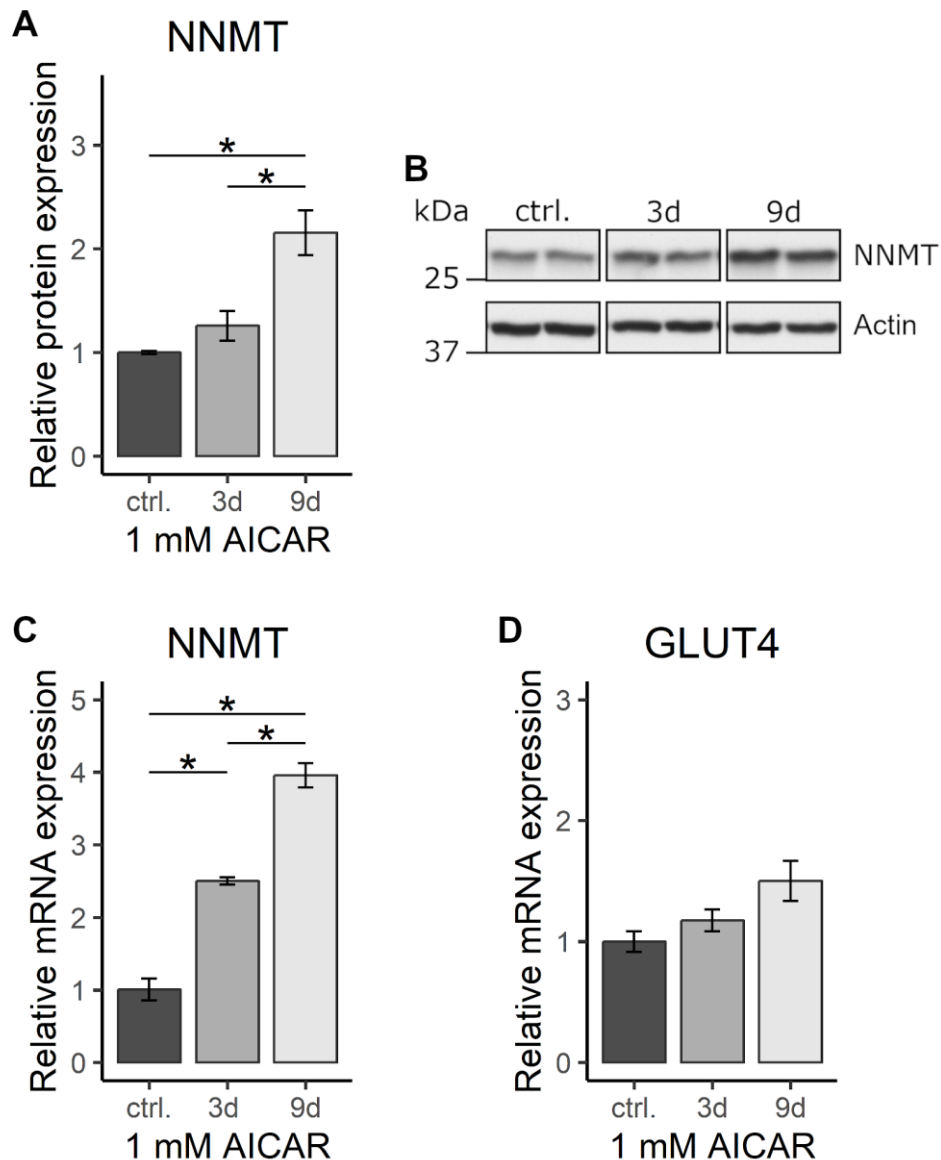 A
NNMT
Relative protein expression
3
2
1
0
*
*
ctrl. 3d 9d
1 mM AICAR
B
kDa ctrl. 3d 9d
NNMT
25
Actin
37
C
NNMT
Relative mRNA expression
5
4
3
2
1
0
*
*
*
ctrl. 3d 9d
1 mM AICAR
D
GLUT4
Relative mRNA expression
3
2
1
0
ctrl. 3d 9d
1 mM AICAR